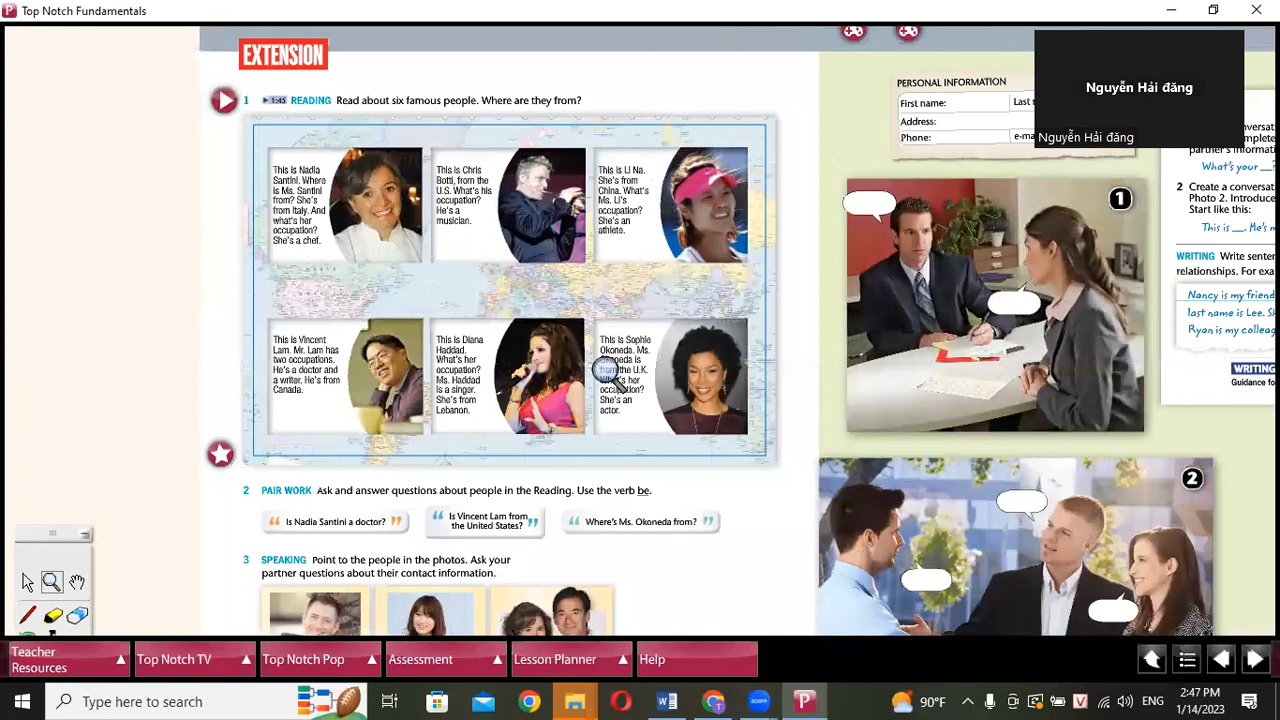 Top Notch Fundamentals
EXTENSION
1 1:45 READING Read about six famous people. Where are they from?
This is Nadia
Santini. Where
is Ms. Santini
from? She's
from Italy. And
what's her
occupation?
She's a chef.
This is Chris
Botti, from the
U.S. What's his
occupation?
He's a
musician.
This is Li Na.
She's from
China. What's
Ms. Li's
occupation?
She's an
athlete.
This is Vincent
Lam. Mr. Lam has
two occupations.
He's a doctor and
a writer. He's from
Canada.
This is Diana
Haddad.
What's her
occupation?
Ms. Haddad
is a singer.
She's from
Lebanon.
This is Sophie
Okoneda. Ms.
Okoneda is
from the U.K.
What's her
occupation?
She's an
actor.
2 PAIR WORK Ask and answer questions about people in the Reading. Use the verb be.
“ Is Nadia Santini a doctor? ”
“ Is Vincent Lam from
the United States? ”
“ Where's Ms. Okoneda from? ”
3 SPEAKING Point to the people in the photos. Ask your
partner questions about their contact information.
PERSONAL INFORMATION
First name:
Last
Address:
Phone:
e-ma
Nguyễn Hải đăng
Nguyễn Hải đăng
1
2
What's your __?
2 Create a conversat
Photo 2. Introduce
Start like this:
This is __. He's m
WRITING Write senten
relationships. For exa
Nancy is my friend
last name is Lee. S
Ryan is my colleag
WRITING
Guidance fo
Teacher
Resources
Top Notch TV
Top Notch Pop
Assessment
Lesson Planner
Help
Type here to search
90°F
ENG
2:47 PM
1/14/2023